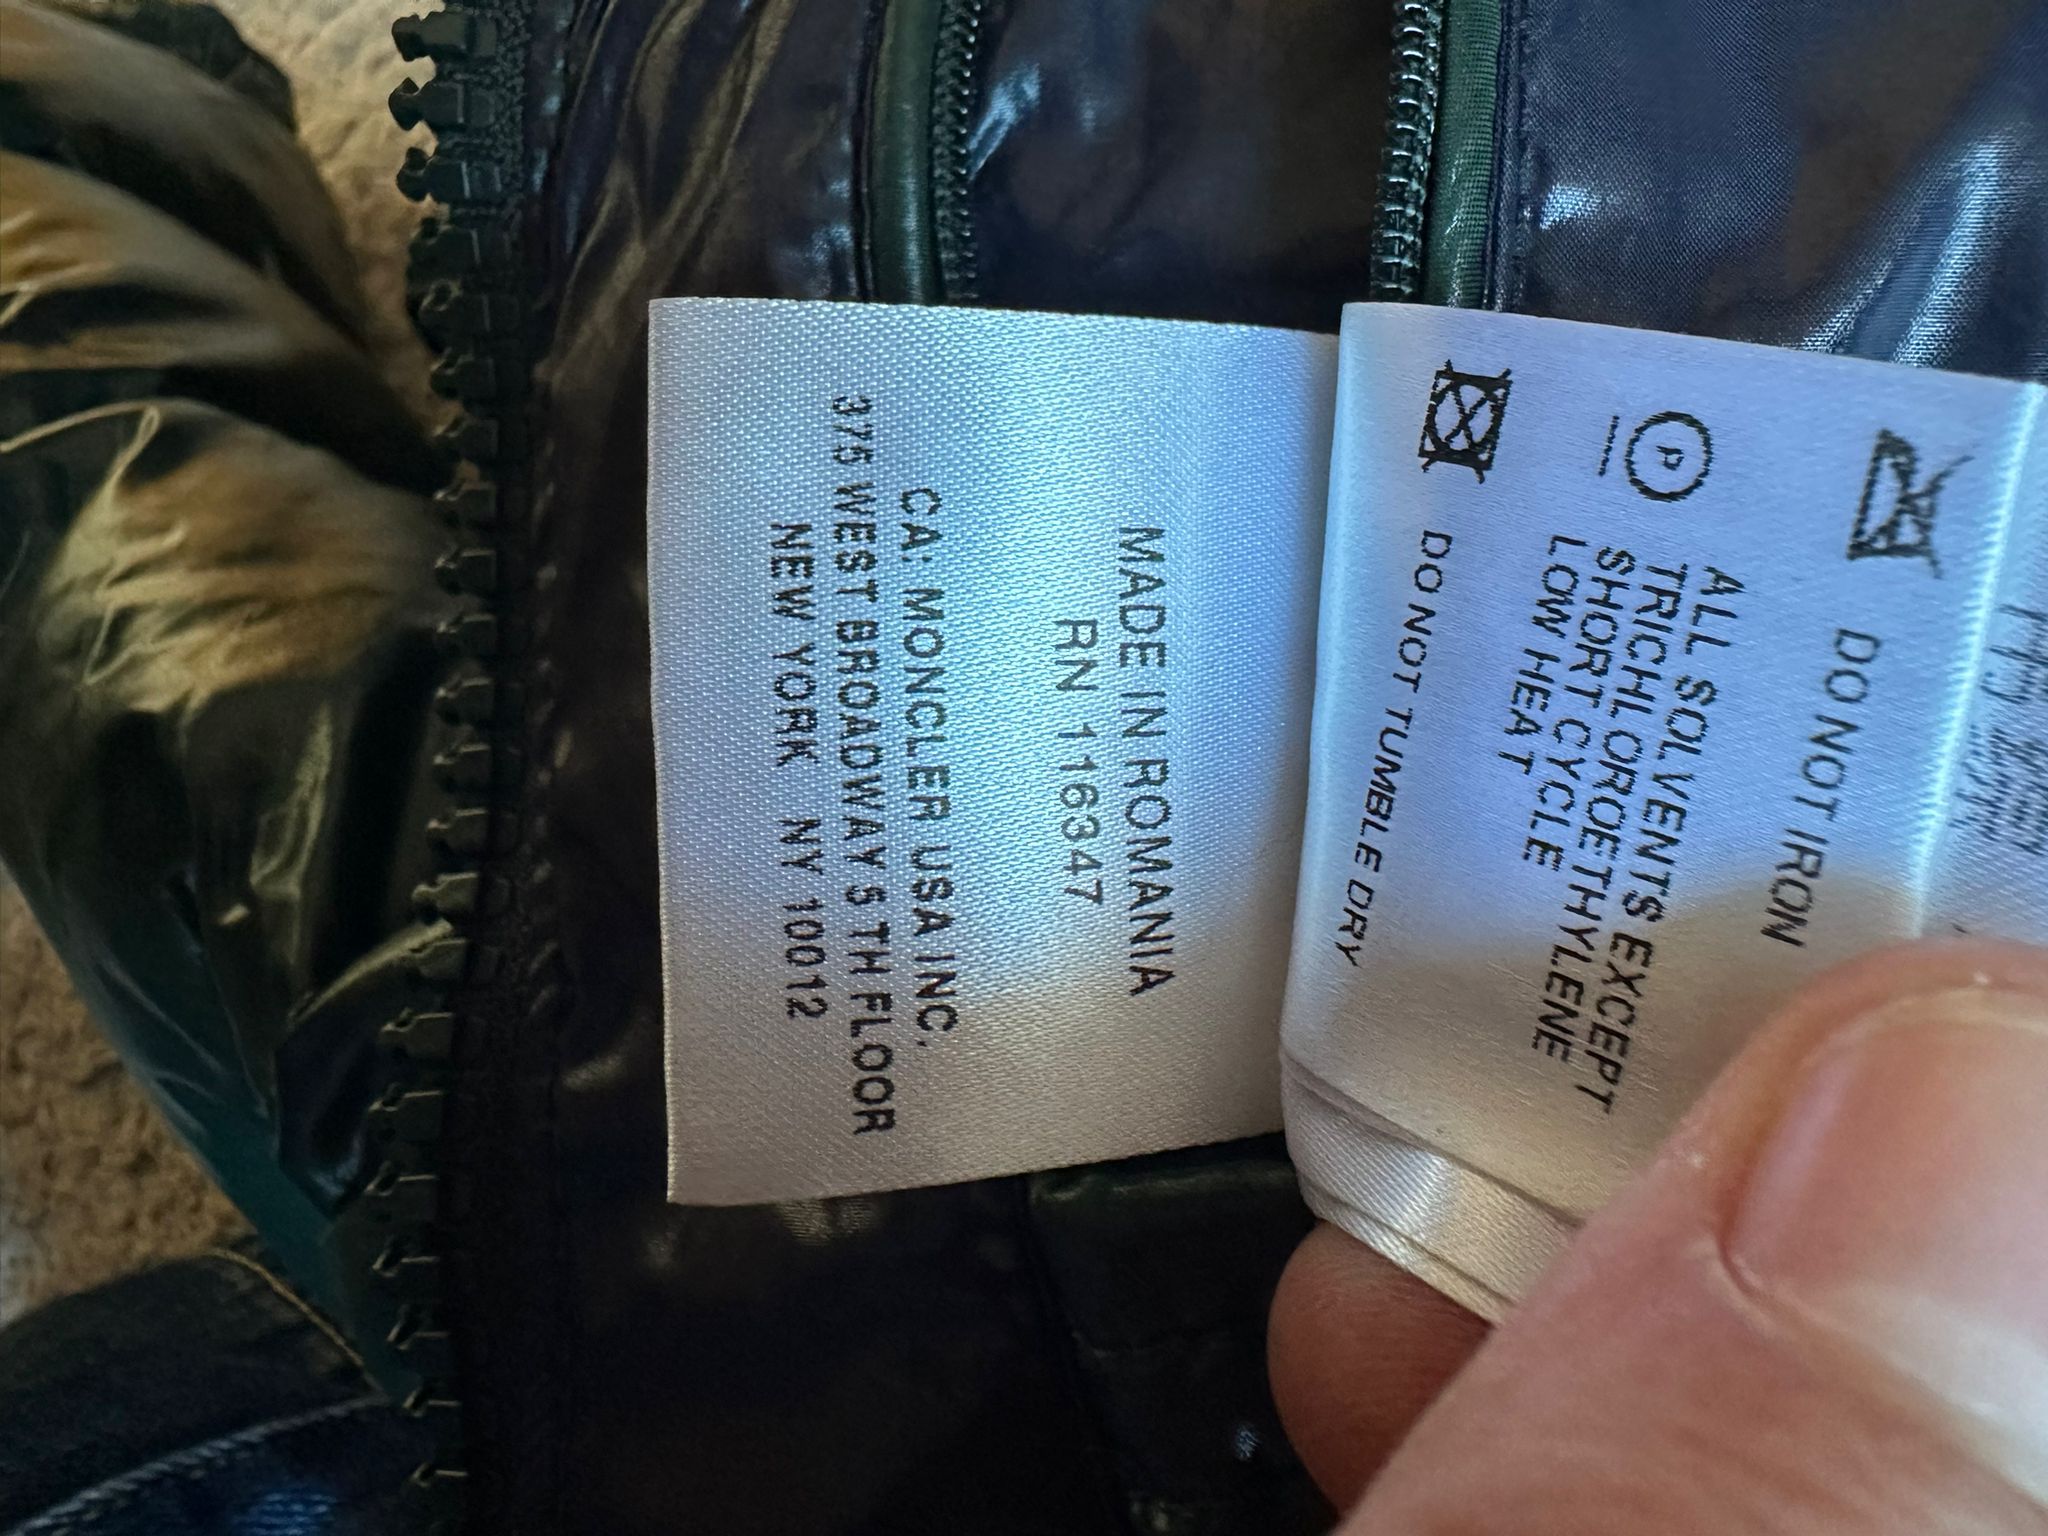 DO NOT IRON
P
ALL SOLVENTS EXCEPT
TRICHLOROETHYLENE
SHORT CYCLE
LOW HEAT
DO NOT TUMBLE DRY
MADE IN ROMANIA
RN 116347
CA: MONCLER USA INC.
375 WEST BROADWAY 5 TH FLOOR
NEW YORK NY 10012